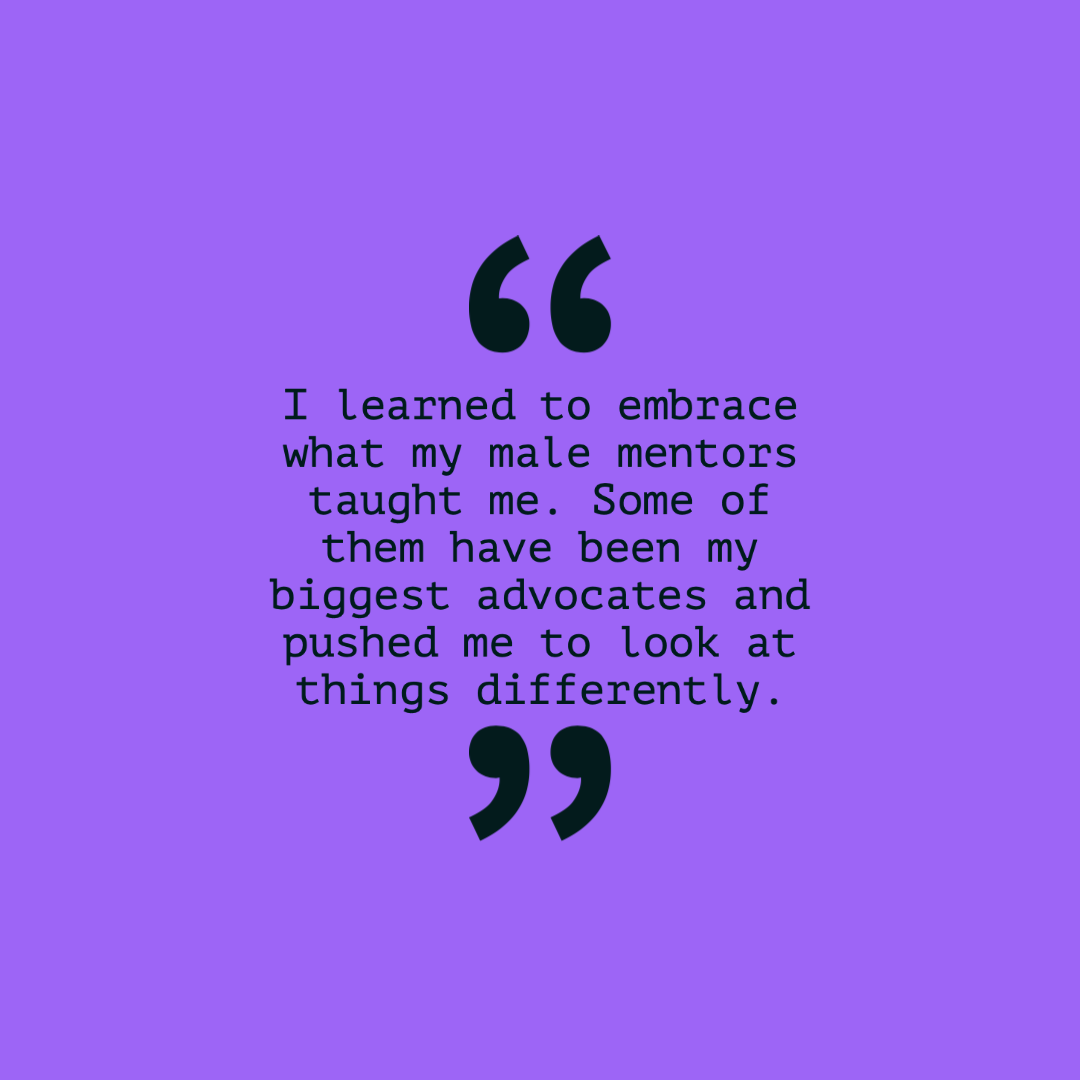 “
I learned to embrace
what my male mentors
taught me. Some of
them have been my
biggest advocates and
pushed me to look at
things differently.
”